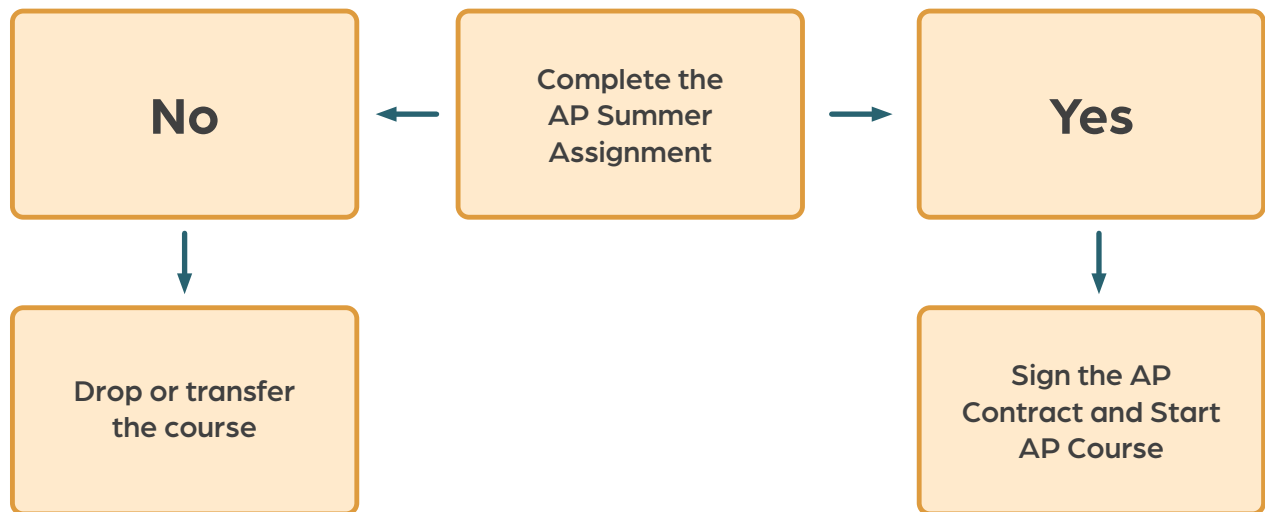 No
Complete the
AP Summer
Assignment
Yes
Drop or transfer
the course
Sign the AP
Contract and Start
AP Course